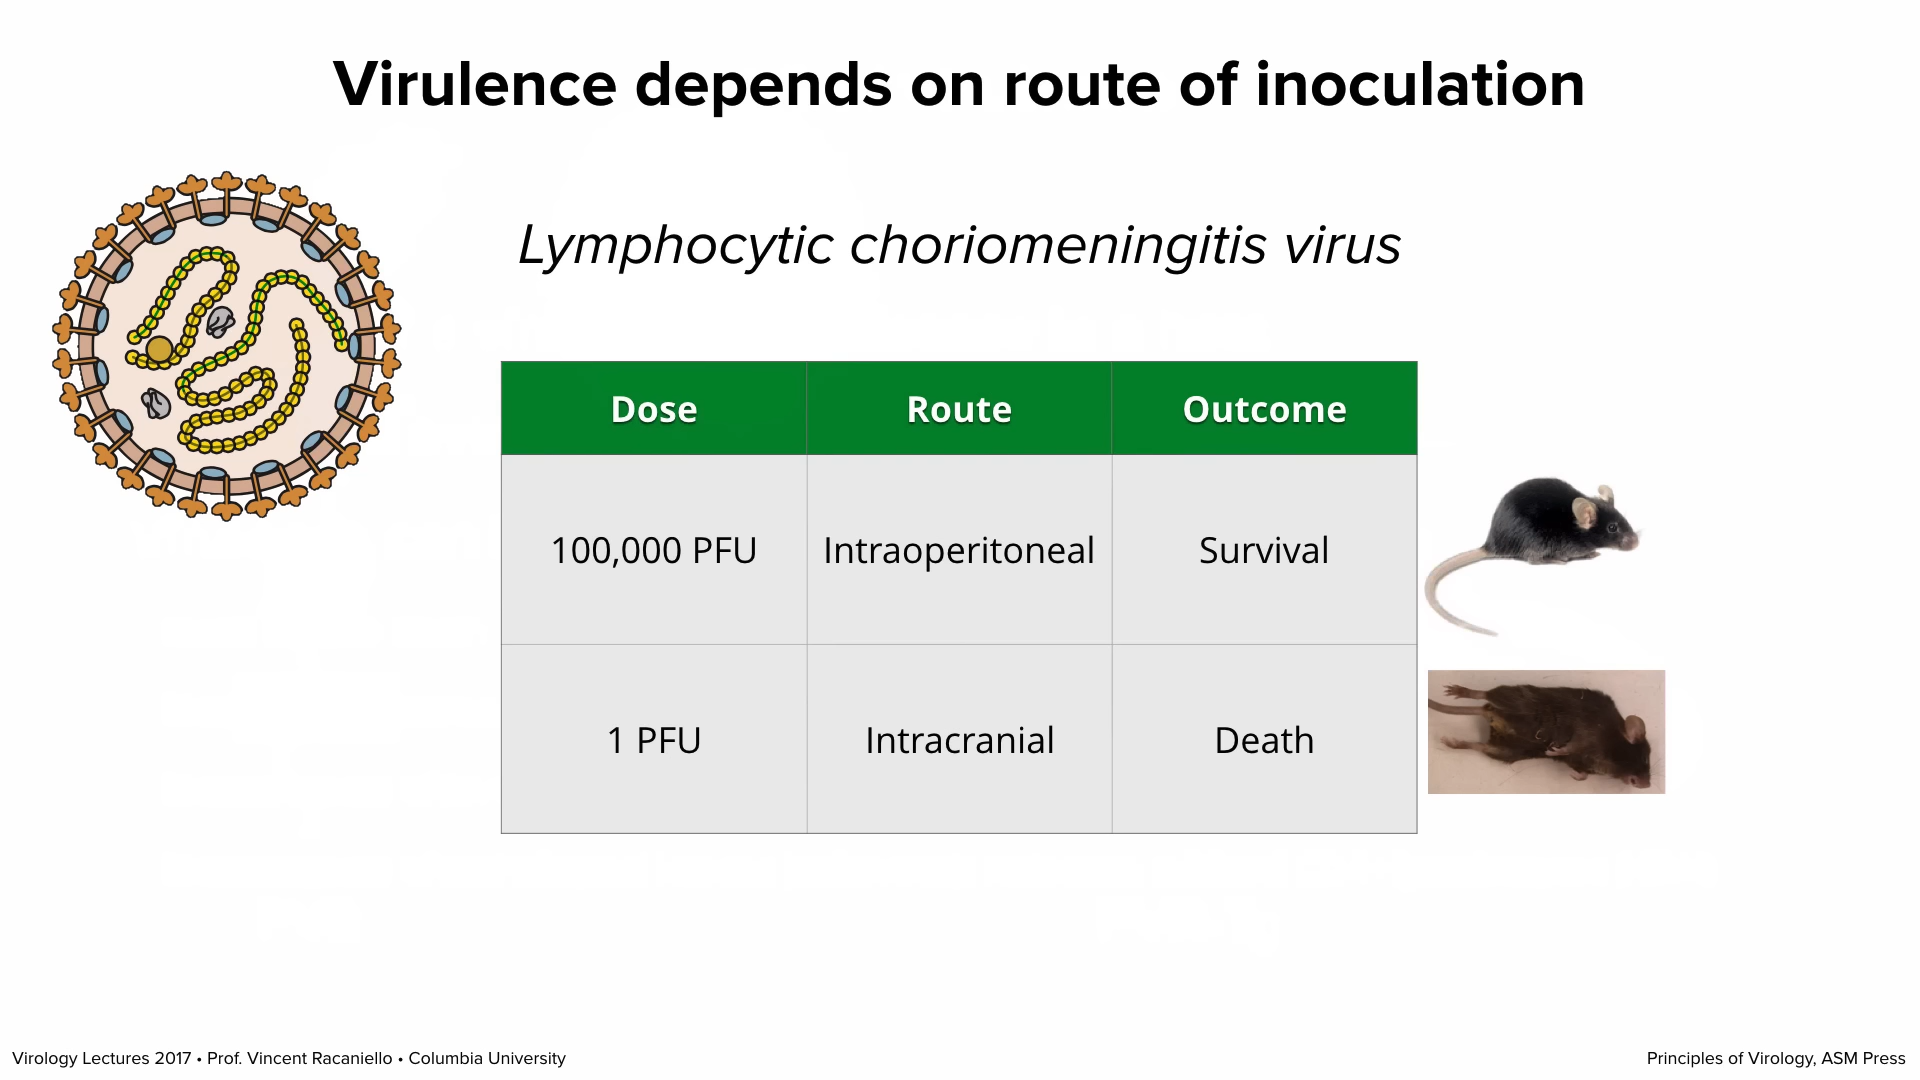 Virulence depends on route of inoculation
Lymphocytic choriomeningitis virus
Dose Route Outcome
100,000 PFU Intraoperitoneal Survival
1 PFU Intracranial Death
Virology Lectures 2017 • Prof. Vincent Racaniello • Columbia University
Principles of Virology, ASM Press